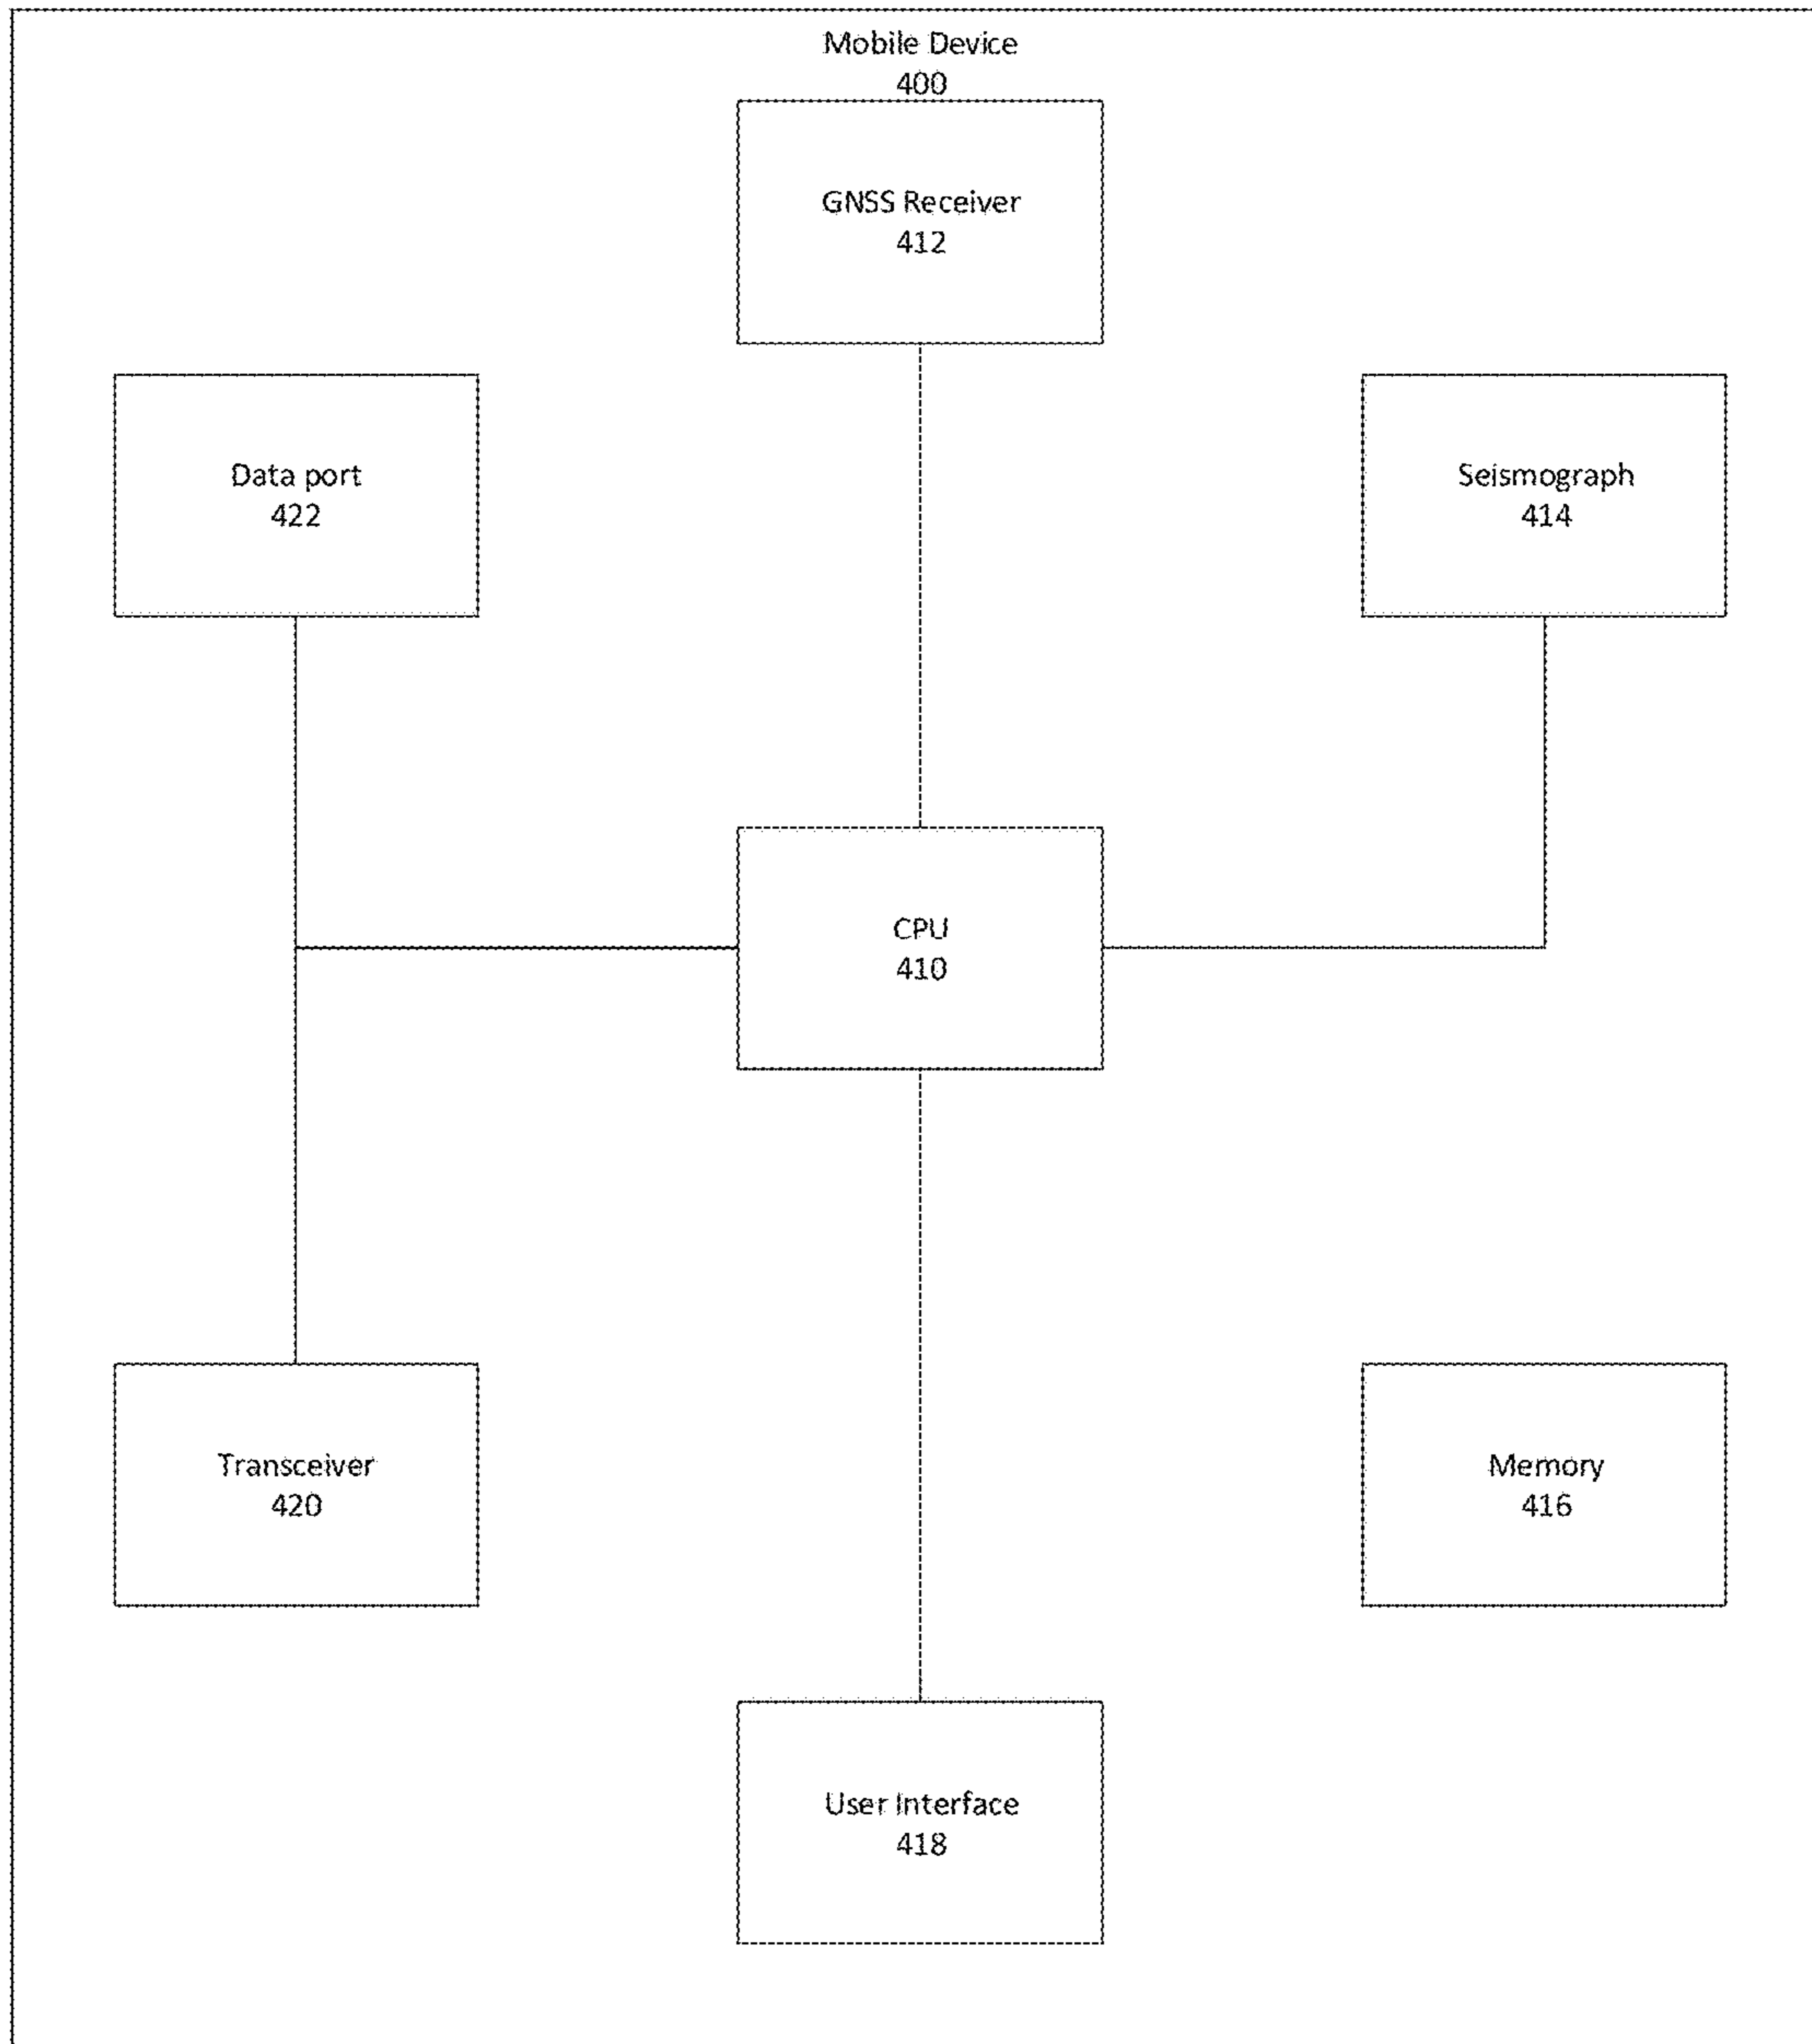 Mobile Device
400
GNSS Receiver
412
Data port
422
Seismograph
414
CPU
410
Transceiver
420
Memory
416
User Interface
418